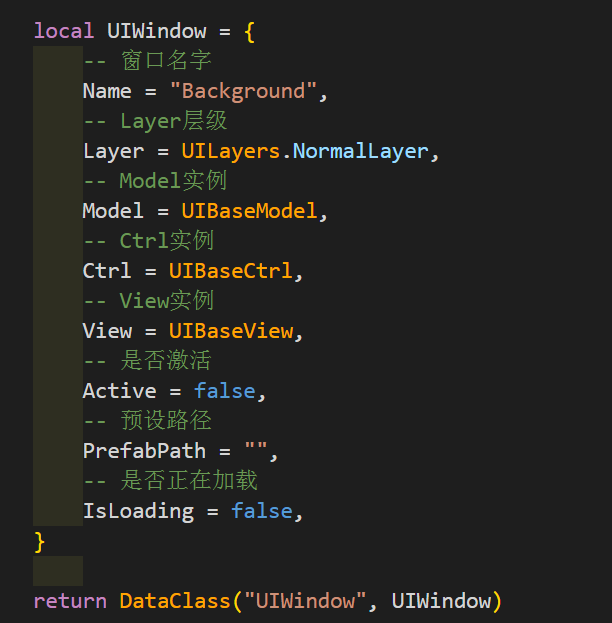 local UIWindow = {
-- 窗口名字
Name = "Background",
-- Layer层级
Layer = UILayers.NormalLayer,
-- Model实例
Model = UIBaseModel,
-- Ctrl实例
Ctrl = UIBaseCtrl,
-- View实例
View = UIBaseView,
-- 是否激活
Active = false,
-- 预设路径
PrefabPath = "",
-- 是否正在加载
IsLoading = false,
}
return DataClass("UIWindow", UIWindow)